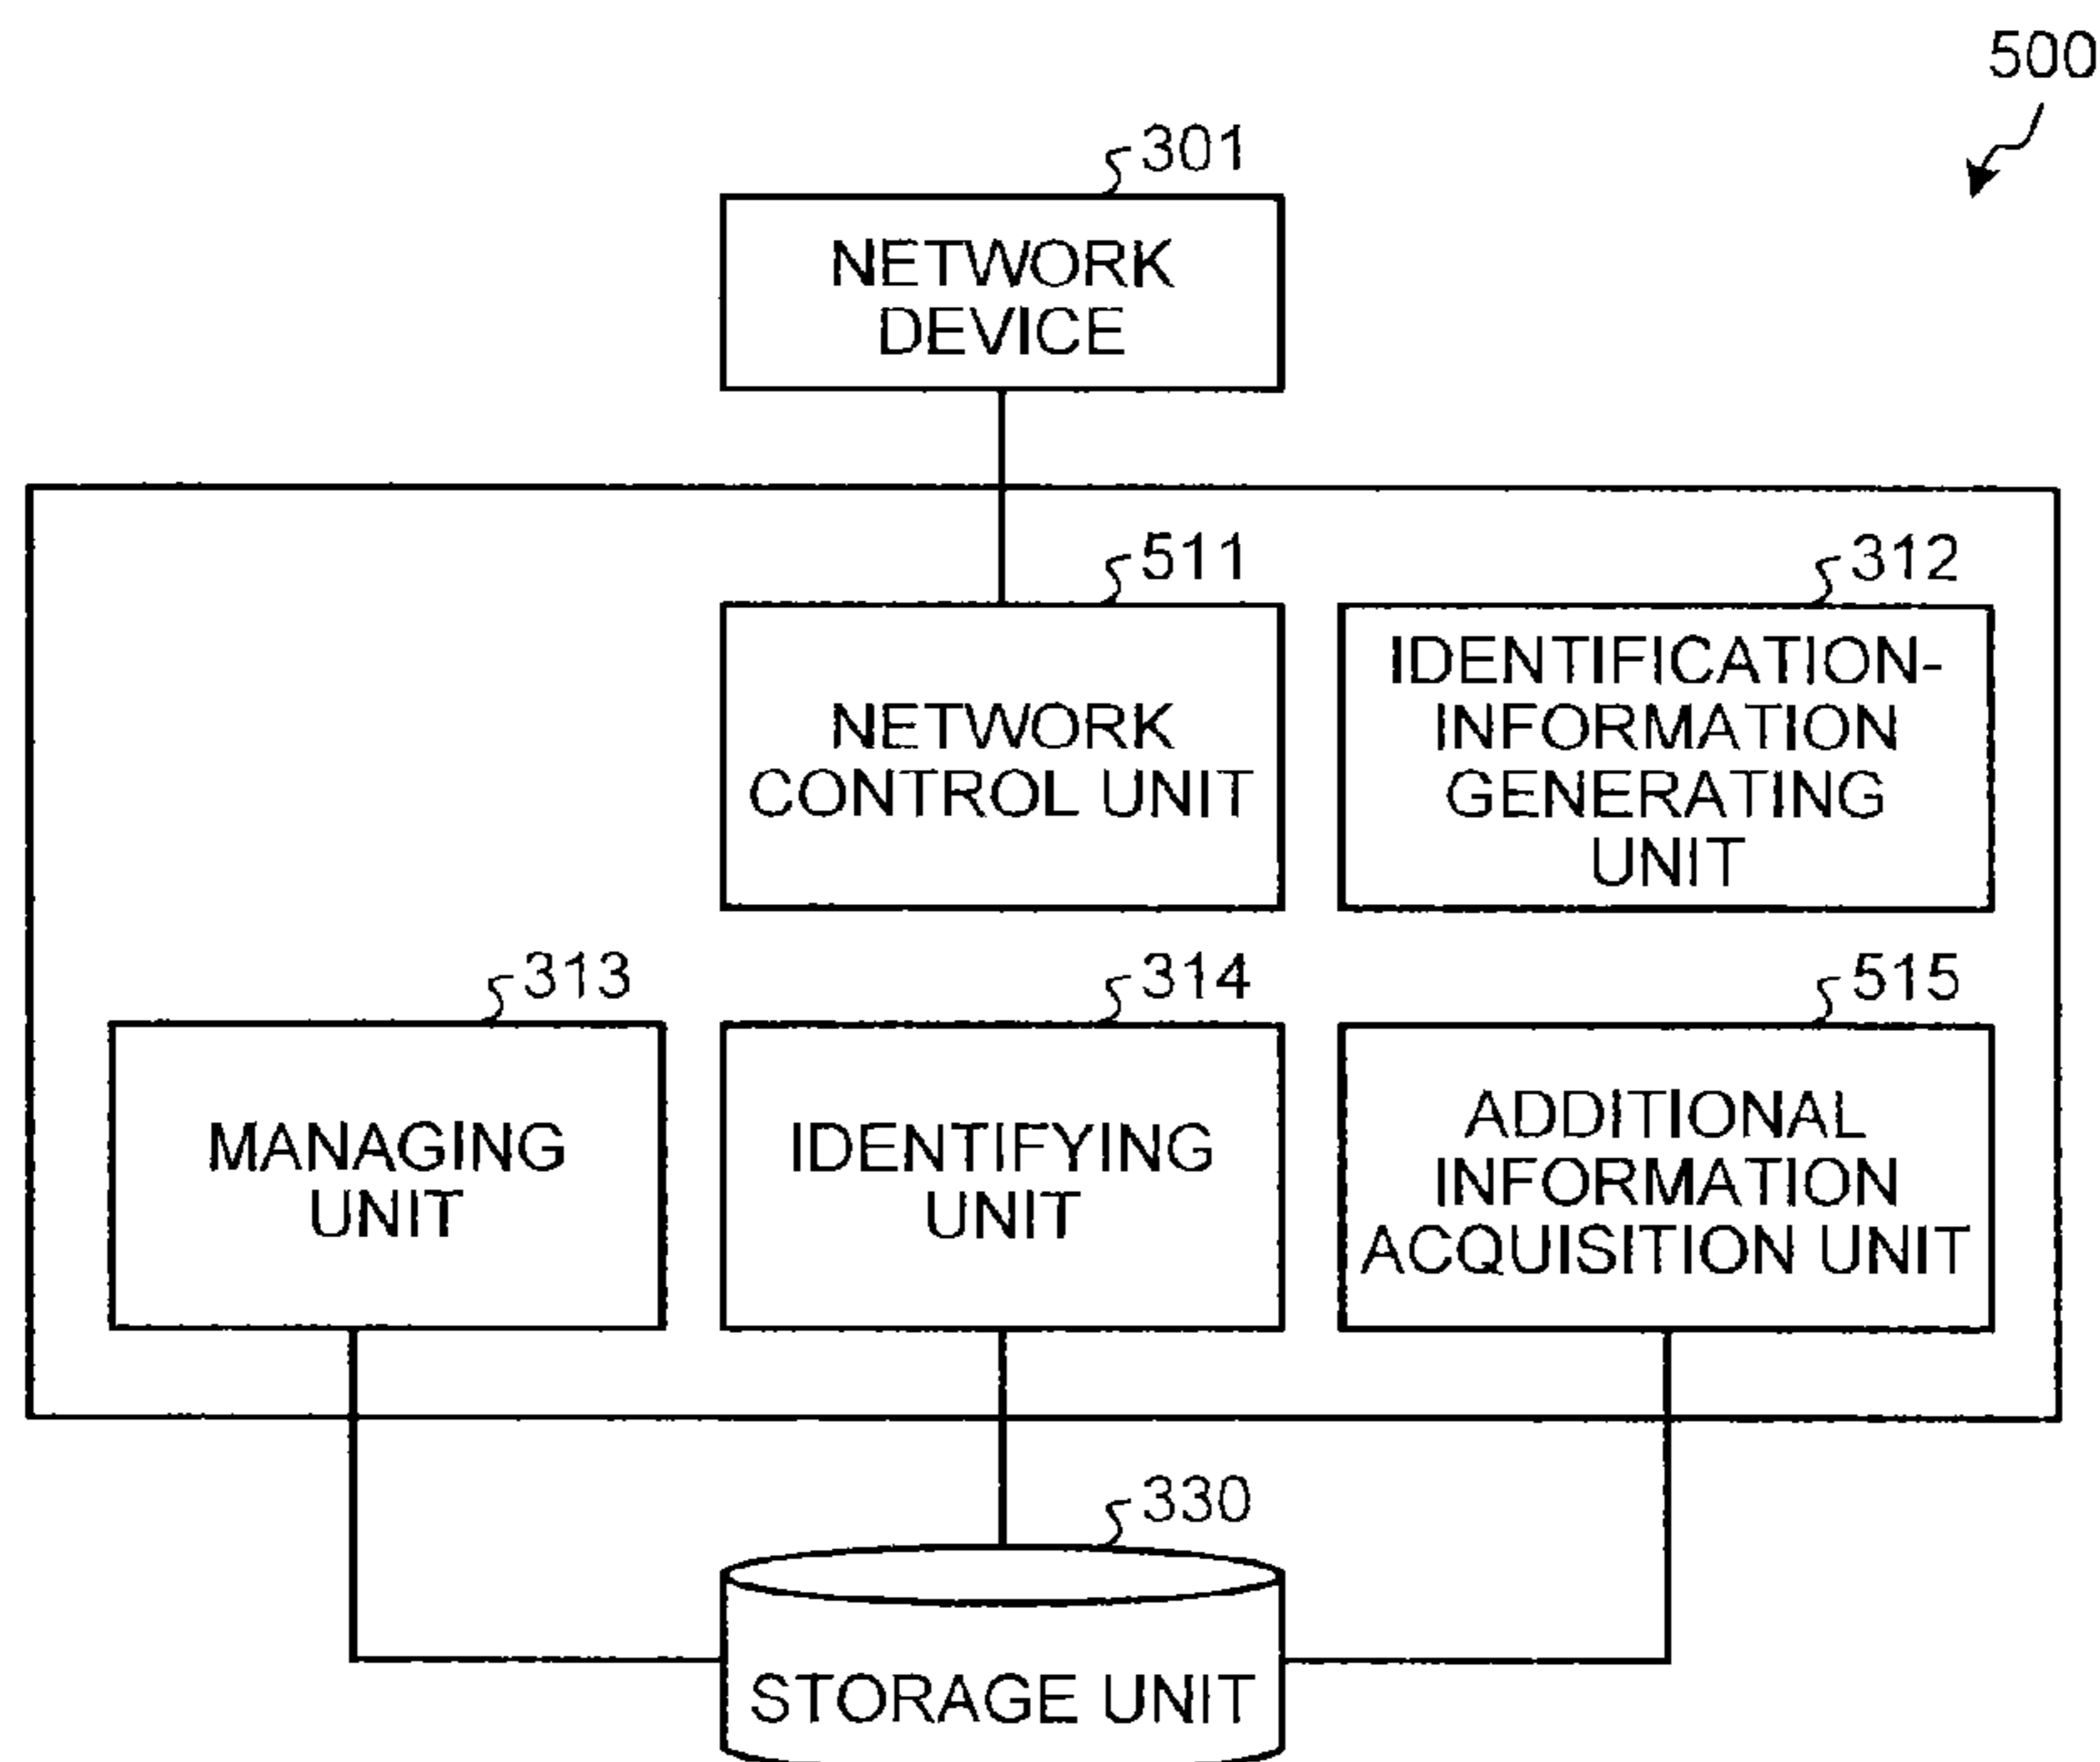 500
301
NETWORK
DEVICE
511
312
NETWORK
CONTROL UNIT
IDENTIFICATION-
INFORMATION
GENERATING
UNIT
313
314
515
MANAGING
UNIT
IDENTIFYING
UNIT
ADDITIONAL
INFORMATION
ACQUISITION UNIT
330
STORAGE UNIT